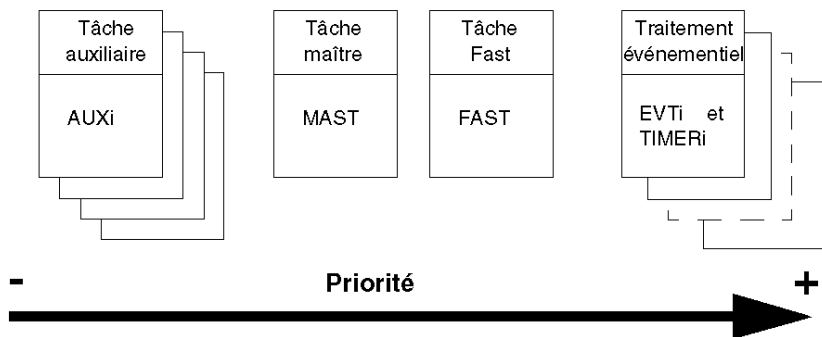 Tâche
auxiliaire
AUXi
Tâche
maître
MAST
Tâche
Fast
FAST
Traitement
événementiel
EVTi et
TIMERi
- Priorité +